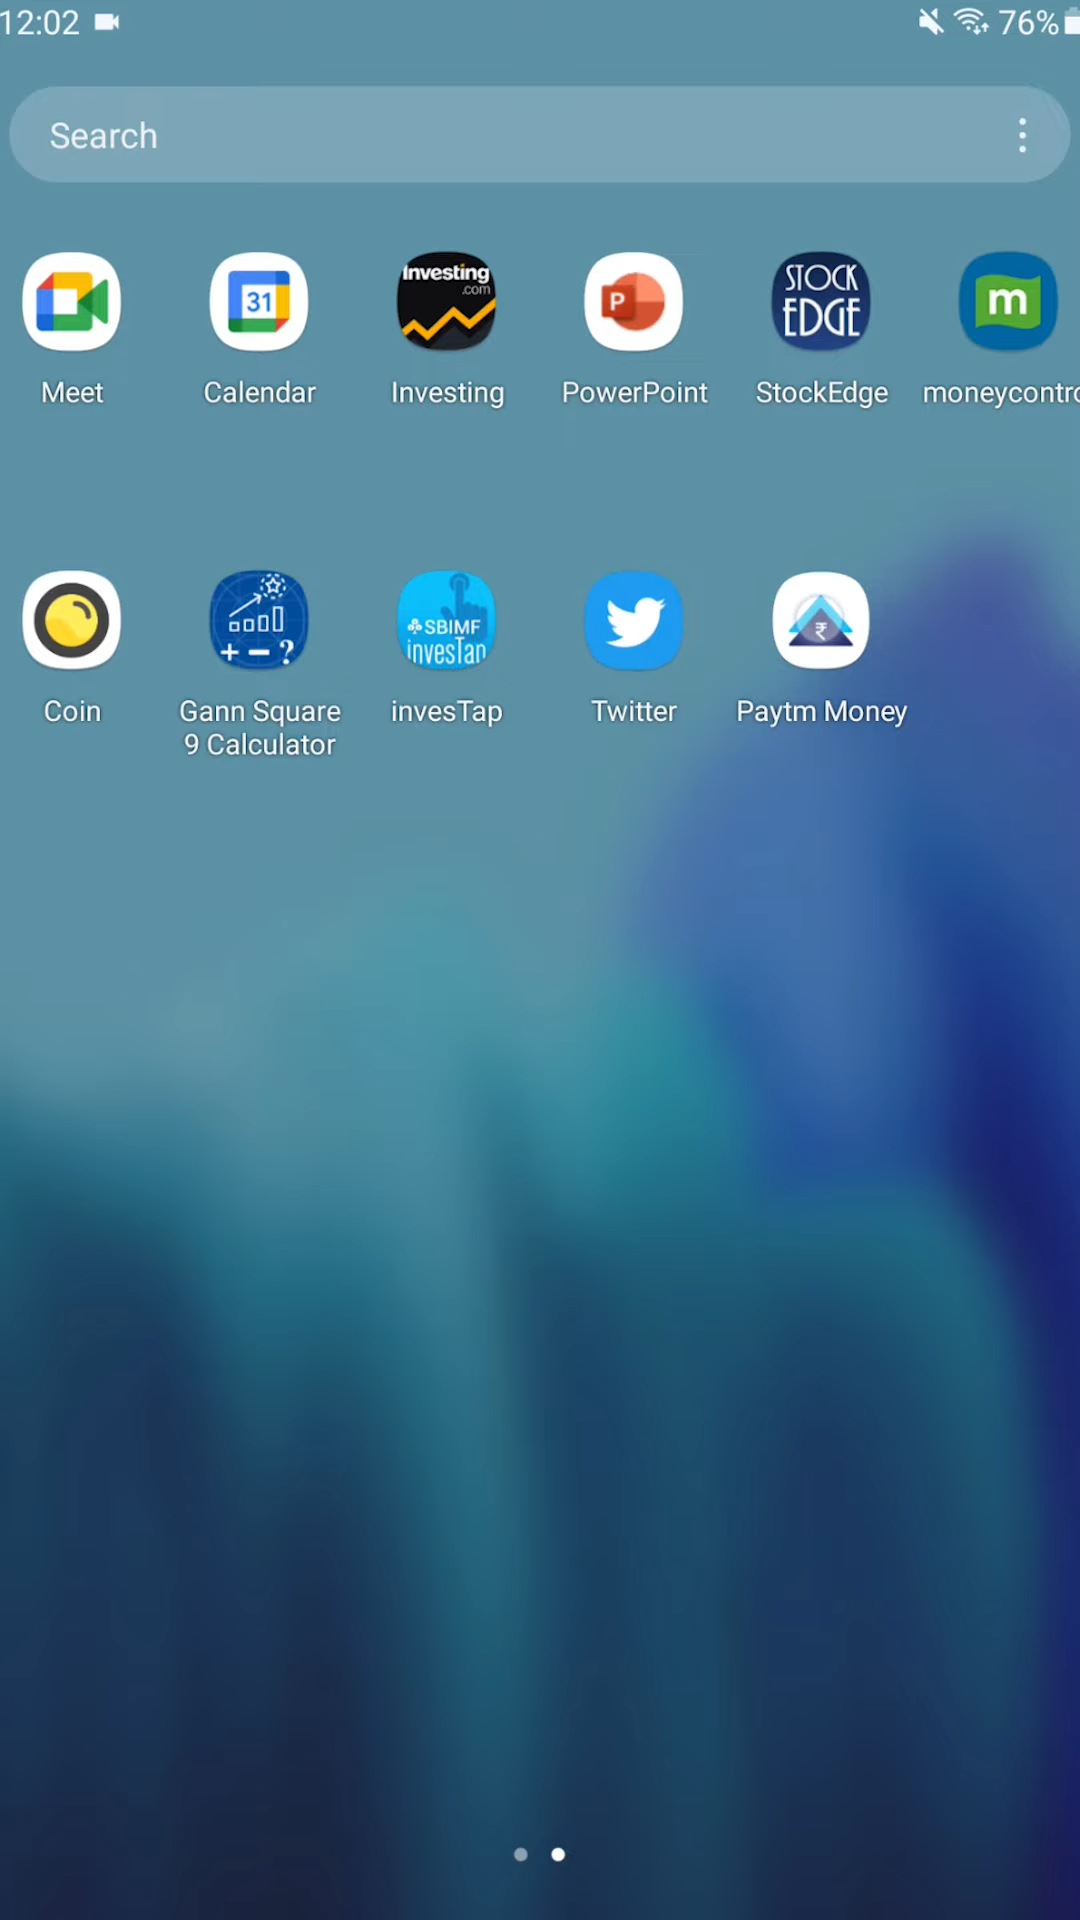 12:02
76%
Search
Investing
.com
31
P
STOCK
EDGE
m
Meet
Calendar
Investing
PowerPoint
StockEdge
moneycontro
SBIMF
invesTap
+ − ?
₹
Coin
Gann Square
9 Calculator
invesTap
Twitter
Paytm Money